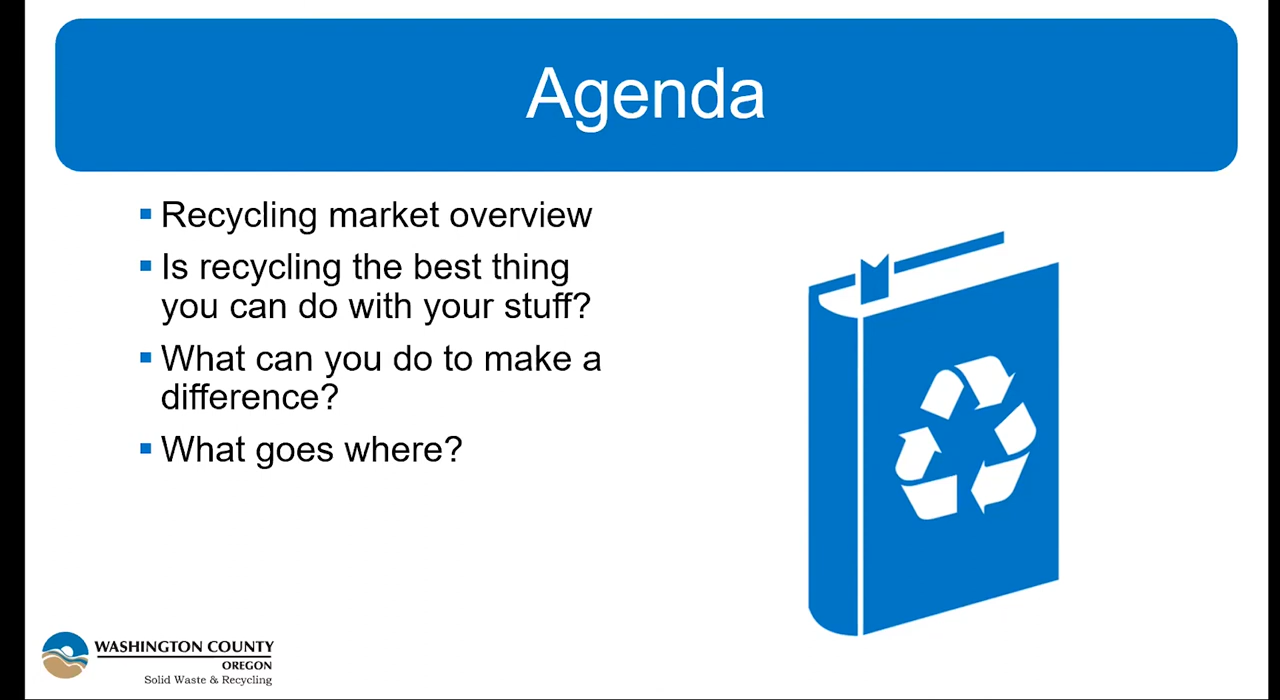 Agenda
Recycling market overview
Is recycling the best thing
you can do with your stuff?
What can you do to make a
difference?
What goes where?
WASHINGTON COUNTY
OREGON
Solid Waste & Recycling